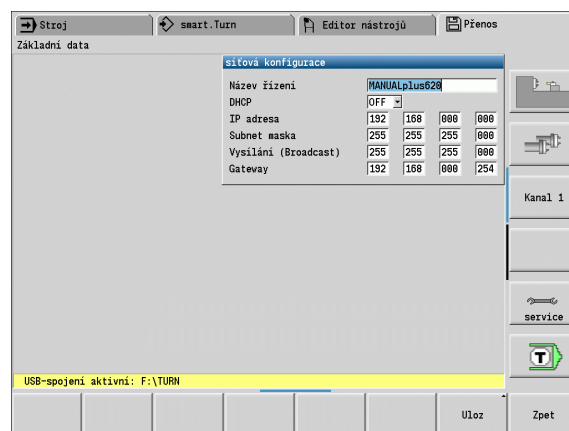 Stroj
smart.Turn
Editor nástrojů
Přenos
Základní data
síťová konfigurace
Název řízení MANUALplus620
DHCP OFF
IP adresa 192 168 000 000
Subnet maska 255 255 255 000
Vysílání (Broadcast) 255 255 255 000
Gateway 192 168 000 254
Kanal 1
service
T
USB-spojení aktivní: F:\TURN
Uloz
Zpet